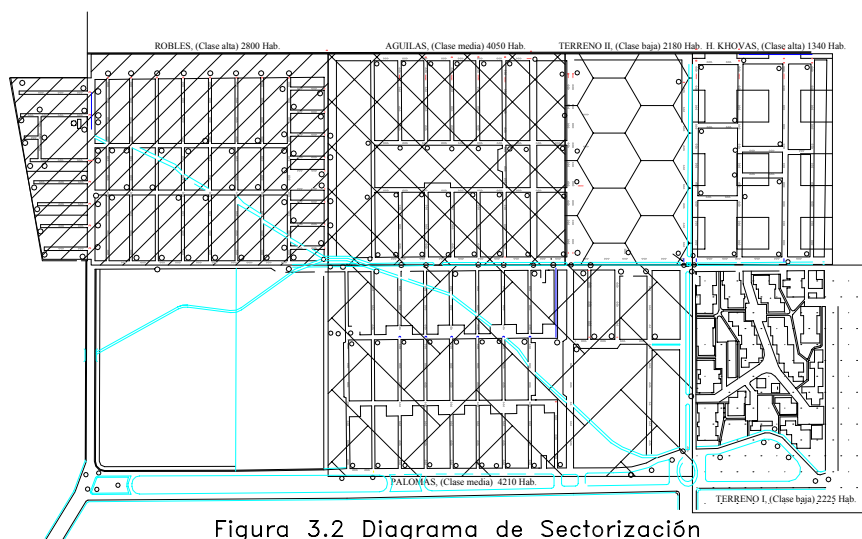 ROBLES, (Clase alta) 2800 Hab.
AGUILAS, (Clase media) 4050 Hab.
TERRENO II, (Clase baja) 2180 Hab.
H. KHOVAS, (Clase alta) 1340 Hab.
PALOMAS, (Clase media) 4210 Hab.
TERRENO I, (Clase baja) 2225 Hab.
Figura 3.2 Diagrama de Sectorización